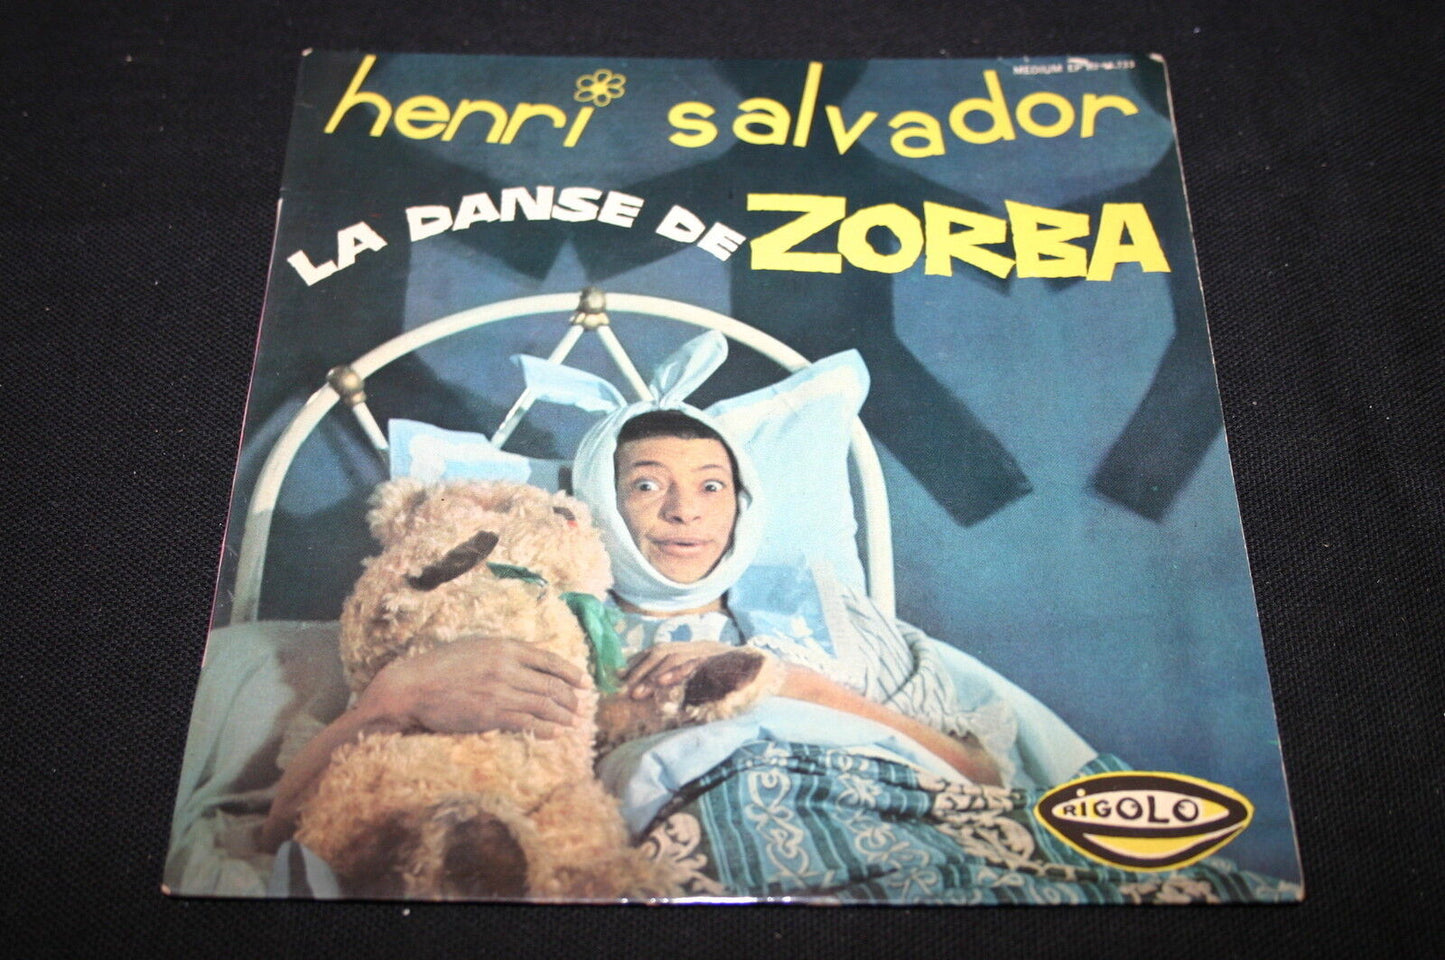 MEDIUM EP
henri salvador
LA DANSE DE ZORBA
RIGOLO